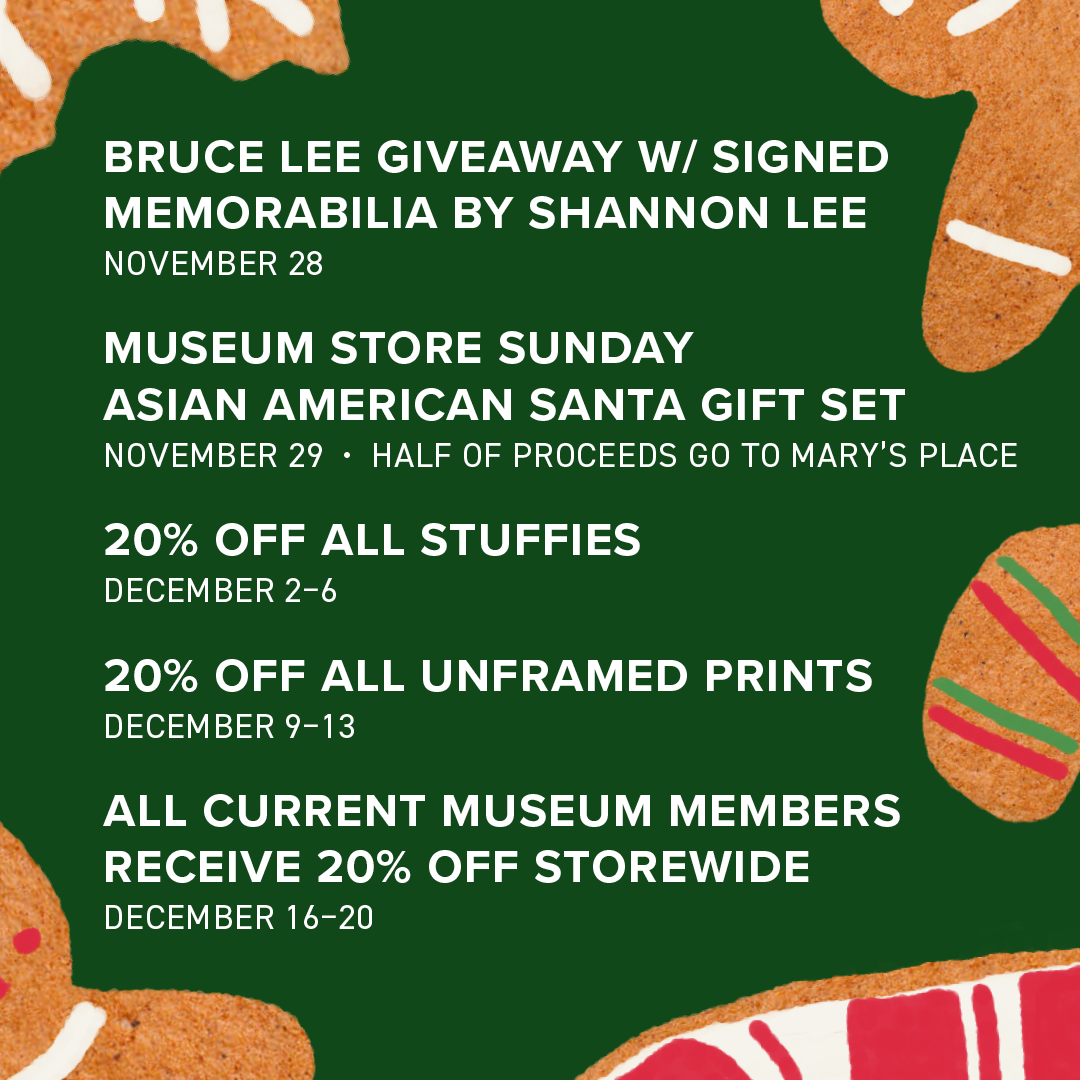 BRUCE LEE GIVEAWAY W/ SIGNED
MEMORABILIA BY SHANNON LEE
NOVEMBER 28
MUSEUM STORE SUNDAY
ASIAN AMERICAN SANTA GIFT SET
NOVEMBER 29 • HALF OF PROCEEDS GO TO MARY'S PLACE
20% OFF ALL STUFFIES
DECEMBER 2–6
20% OFF ALL UNFRAMED PRINTS
DECEMBER 9–13
ALL CURRENT MUSEUM MEMBERS
RECEIVE 20% OFF STOREWIDE
DECEMBER 16–20